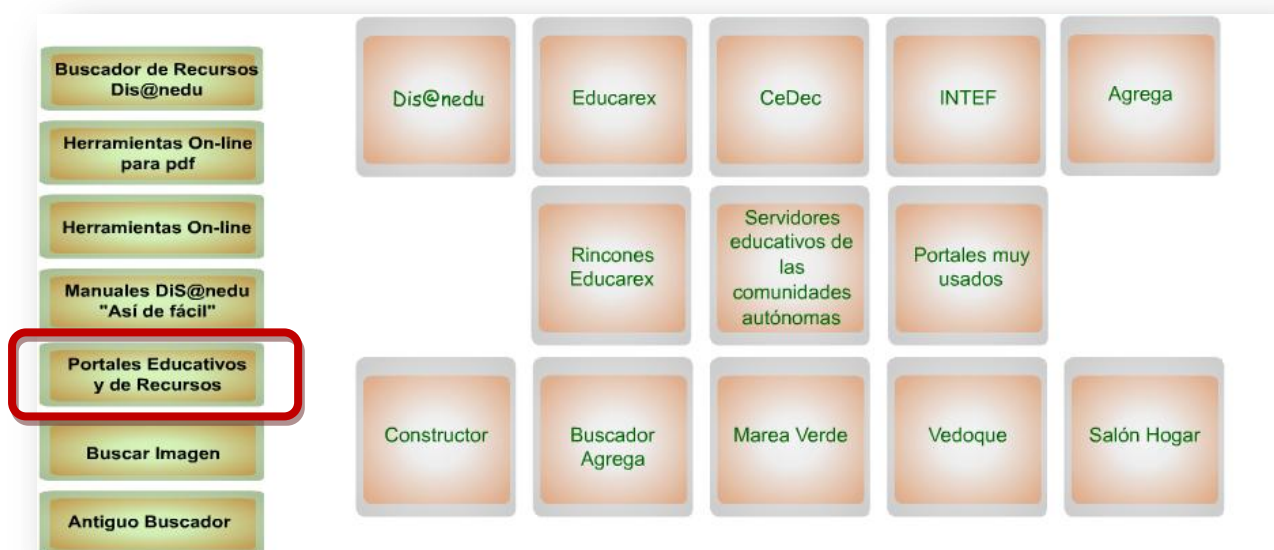 Buscador de Recursos
Dis@nedu
Herramientas On-line
para pdf
Herramientas On-line
Manuales DiS@nedu
"Así de fácil"
Portales Educativos
y de Recursos
Buscar Imagen
Antiguo Buscador
Dis@nedu
Educarex
CeDec
INTEF
Agrega
Rincones
Educarex
Servidores
educativos de
las
comunidades
autónomas
Portales muy
usados
Constructor
Buscador
Agrega
Marea Verde
Vedoque
Salón Hogar